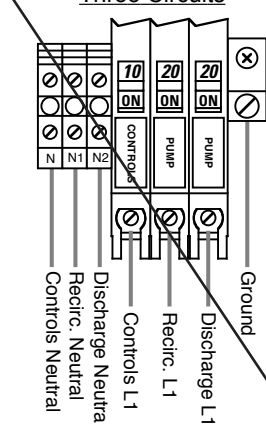 Three Circuits
10 20 20
ON ON ON
CONTROLS
PUMP
PUMP
N N1 N2
Ground
Discharge L1
Recirc. L1
Controls L1
Discharge Neutra
Recirc. Neutral
Controls Neutral